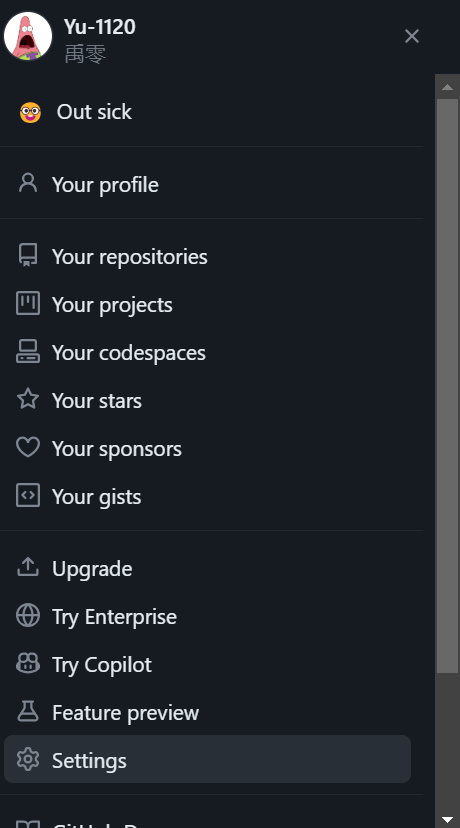 Yu-1120
禹零
Out sick
Your profile
Your repositories
Your projects
Your codespaces
Your stars
Your sponsors
Your gists
Upgrade
Try Enterprise
Try Copilot
Feature preview
Settings